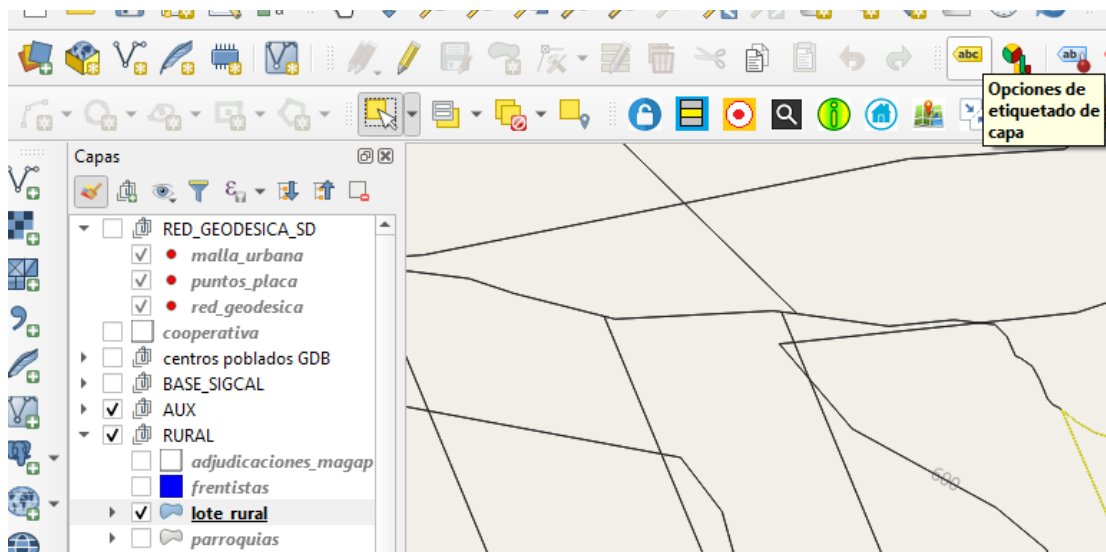 a
abc
ab
Opciones de
etiquetado de
capa
Capas
RED_GEODESICA_SD
malla_urbana
puntos_placa
red_geodesica
cooperativa
centros poblados GDB
BASE_SIGCAL
AUX
RURAL
adjudicaciones_magap
frentistas
lote_rural
parroquias
600